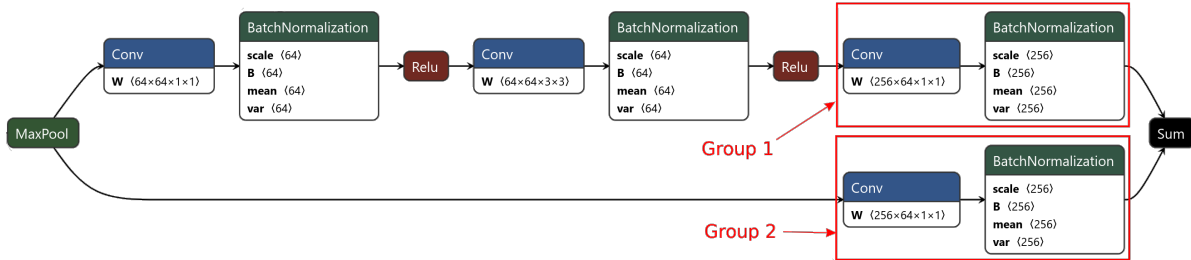 Conv
W ⟨64×64×1×1⟩
BatchNormalization
scale ⟨64⟩
B ⟨64⟩
mean ⟨64⟩
var ⟨64⟩
Relu
Conv
W ⟨64×64×3×3⟩
BatchNormalization
scale ⟨64⟩
B ⟨64⟩
mean ⟨64⟩
var ⟨64⟩
Relu
Conv
W ⟨256×64×1×1⟩
BatchNormalization
scale ⟨256⟩
B ⟨256⟩
mean ⟨256⟩
var ⟨256⟩
MaxPool
Group 1
Sum
Conv
W ⟨256×64×1×1⟩
BatchNormalization
scale ⟨256⟩
B ⟨256⟩
mean ⟨256⟩
var ⟨256⟩
Group 2